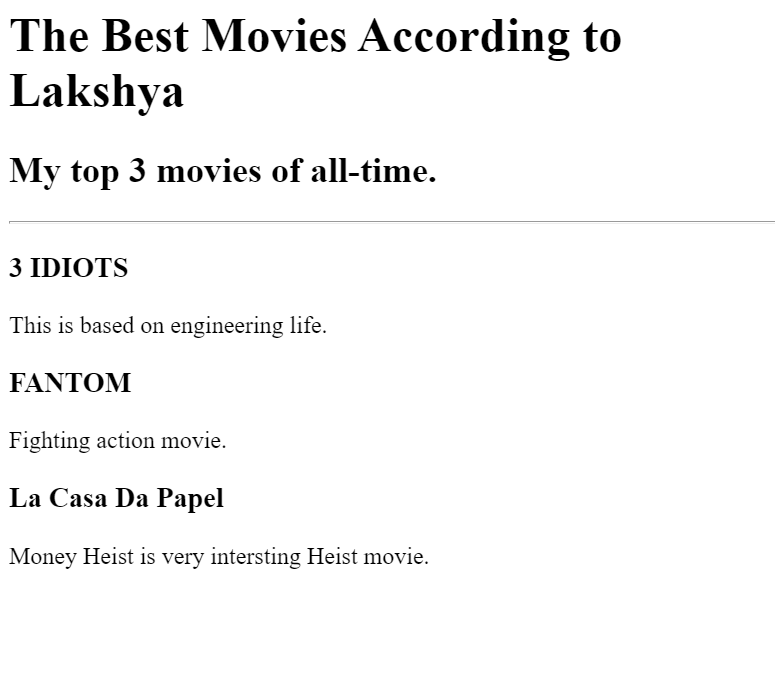 The Best Movies According to
Lakshya
My top 3 movies of all-time.
3 IDIOTS
This is based on engineering life.
FANTOM
Fighting action movie.
La Casa Da Papel
Money Heist is very intersting Heist movie.